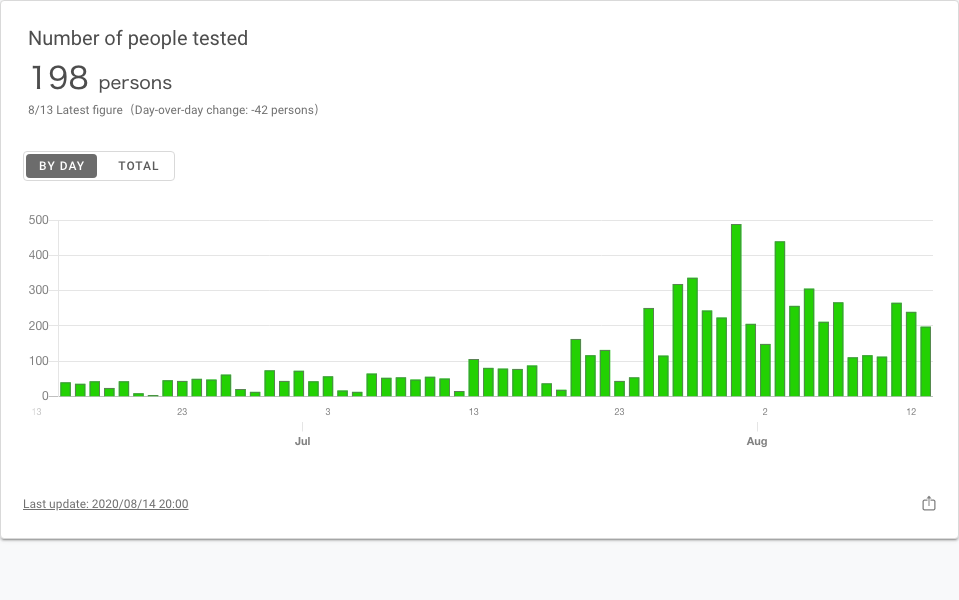 Number of people tested
198 persons
8/13 Latest figure（Day-over-day change: -42 persons）
BY DAY TOTAL
500
400
300
200
100
0
13 23 3 13 23 2 12
Jul Aug
Last update: 2020/08/14 20:00